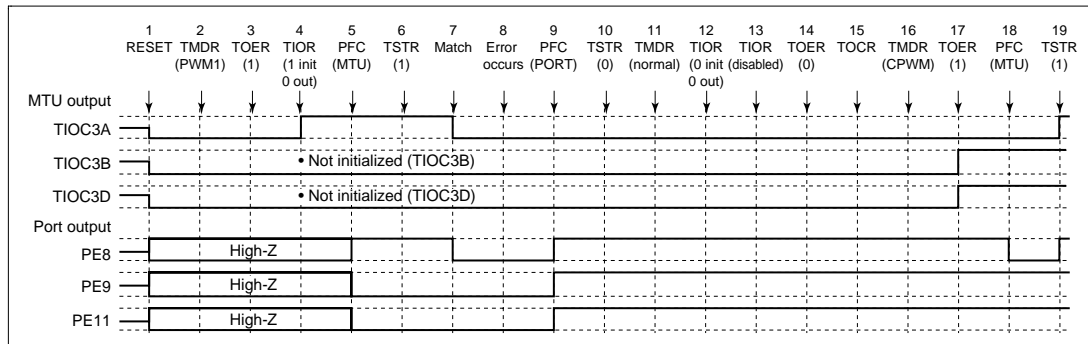 1 2 3 4 5 6 7 8 9 10 11 12 13 14 15 16 17 18 19
RESET TMDR TOER TIOR PFC TSTR Match Error PFC TSTR TMDR TIOR TIOR TOER TOCR TMDR TOER PFC TSTR
(PWM1) (1) (1 init (MTU) (1) occurs (PORT) (0) (normal) (0 init (disabled) (0) (CPWM) (1) (MTU) (1)
0 out) 0 out)
MTU output
TIOC3A
TIOC3B • Not initialized (TIOC3B)
TIOC3D • Not initialized (TIOC3D)
Port output
PE8 High-Z
PE9 High-Z
PE11 High-Z